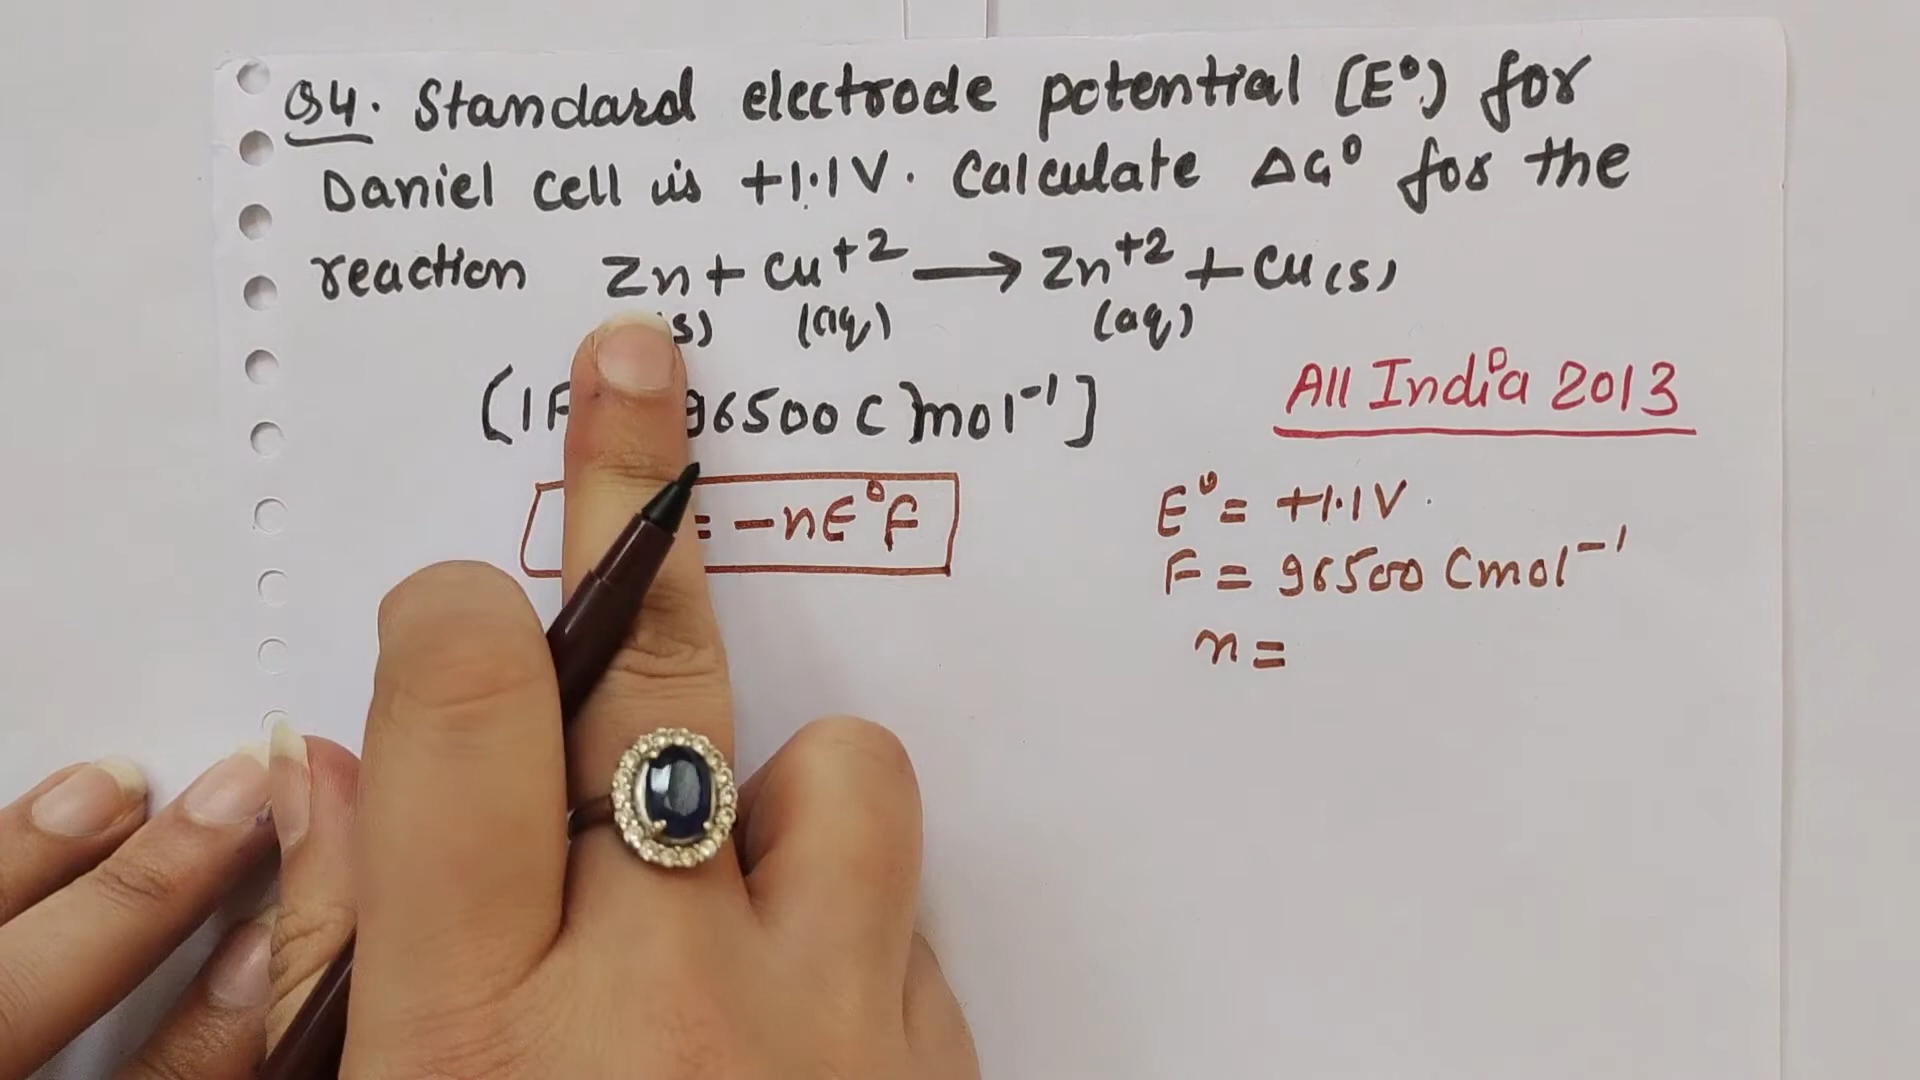 Q4. Standard electrode potential (E°) for
Daniel cell is +1.1V. Calculate ΔG° for the
reaction Zn + Cu+2 → Zn+2 + Cu(s)
s) (aq) (aq)
(1F 96500 C mol-1]
All India 2013
= -nE°F
E° = +1.1V.
F = 96500 Cmol-1
n =